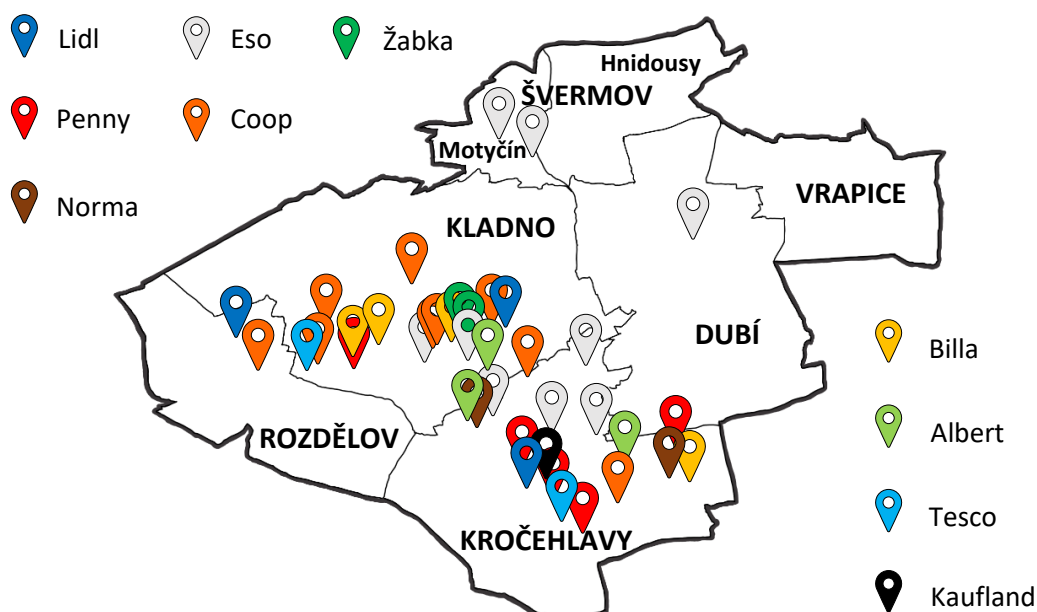 Lidl
Eso
Žabka
Penny
Coop
Norma
Hnidousy
ŠVERMOV
Motyčín
VRAPICE
KLADNO
DUBÍ
ROZDĚLOV
KROČEHLAVY
Billa
Albert
Tesco
Kaufland